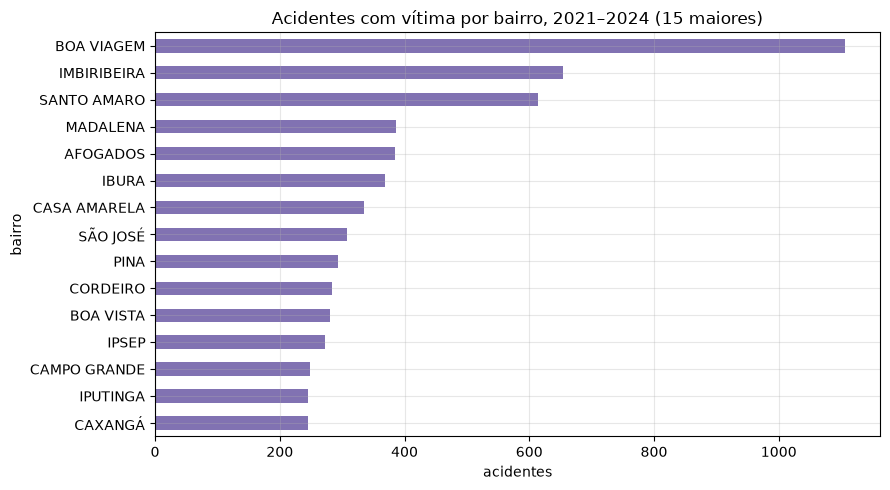 Acidentes com vítima por bairro, 2021–2024 (15 maiores)
BOA VIAGEM
IMBIRIBEIRA
SANTO AMARO
MADALENA
AFOGADOS
IBURA
CASA AMARELA
SÃO JOSÉ
PINA
CORDEIRO
BOA VISTA
IPSEP
CAMPO GRANDE
IPUTINGA
CAXANGÁ
bairro
0 200 400 600 800 1000
acidentes